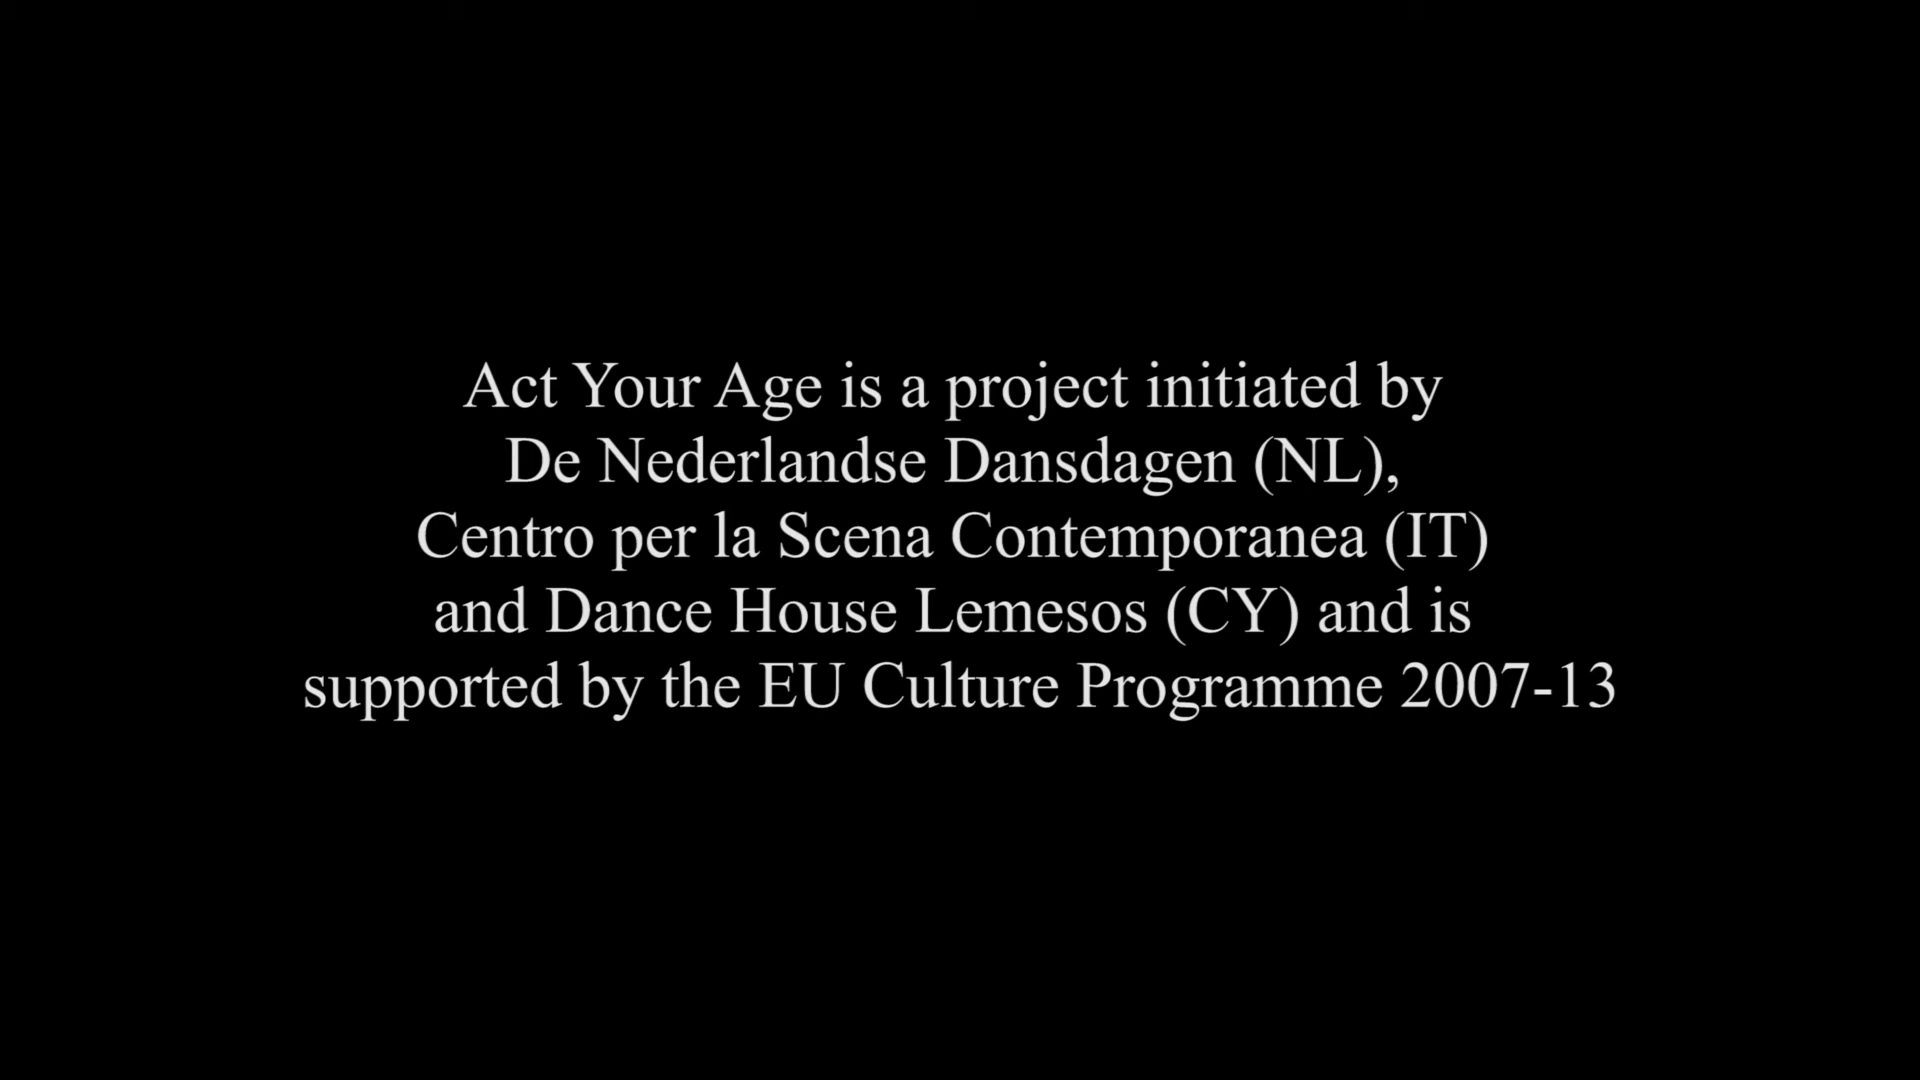 Act Your Age is a project initiated by
De Nederlandse Dansdagen (NL),
Centro per la Scena Contemporanea (IT)
and Dance House Lemesos (CY) and is
supported by the EU Culture Programme 2007-13